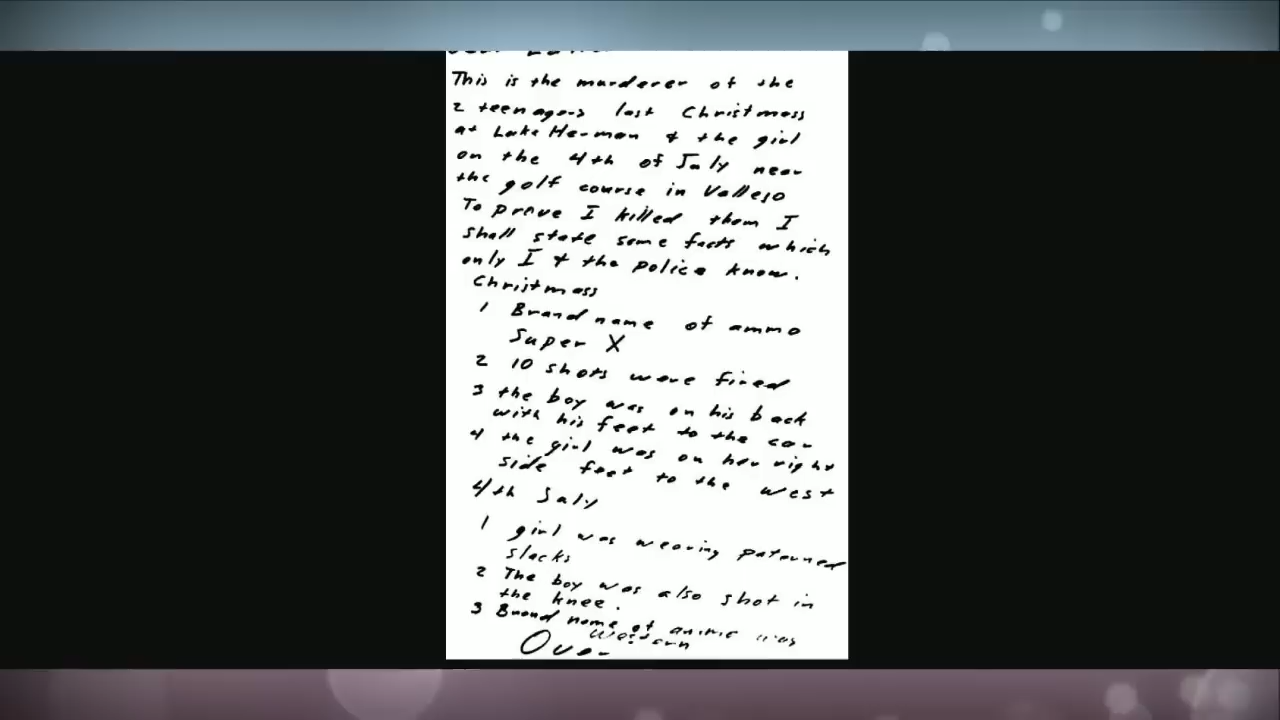 This is the murderer of the
2 teenagers last Christmass
at Lake Herman & the girl
on the 4th of July near
the golf course in Vallejo
To prove I killed them I
shall state some facts which
only I & the police know.
Christmass
1 Brand name of ammo
Super X
2 10 shots were fired
3 the boy was on his back
with his feet to the car
4 the girl was on her right
side feet to the west
4th July
1 girl was wearing paterned
slacks
2 The boy was also shot in
the knee.
3 Brand name of ammo was
western
Over